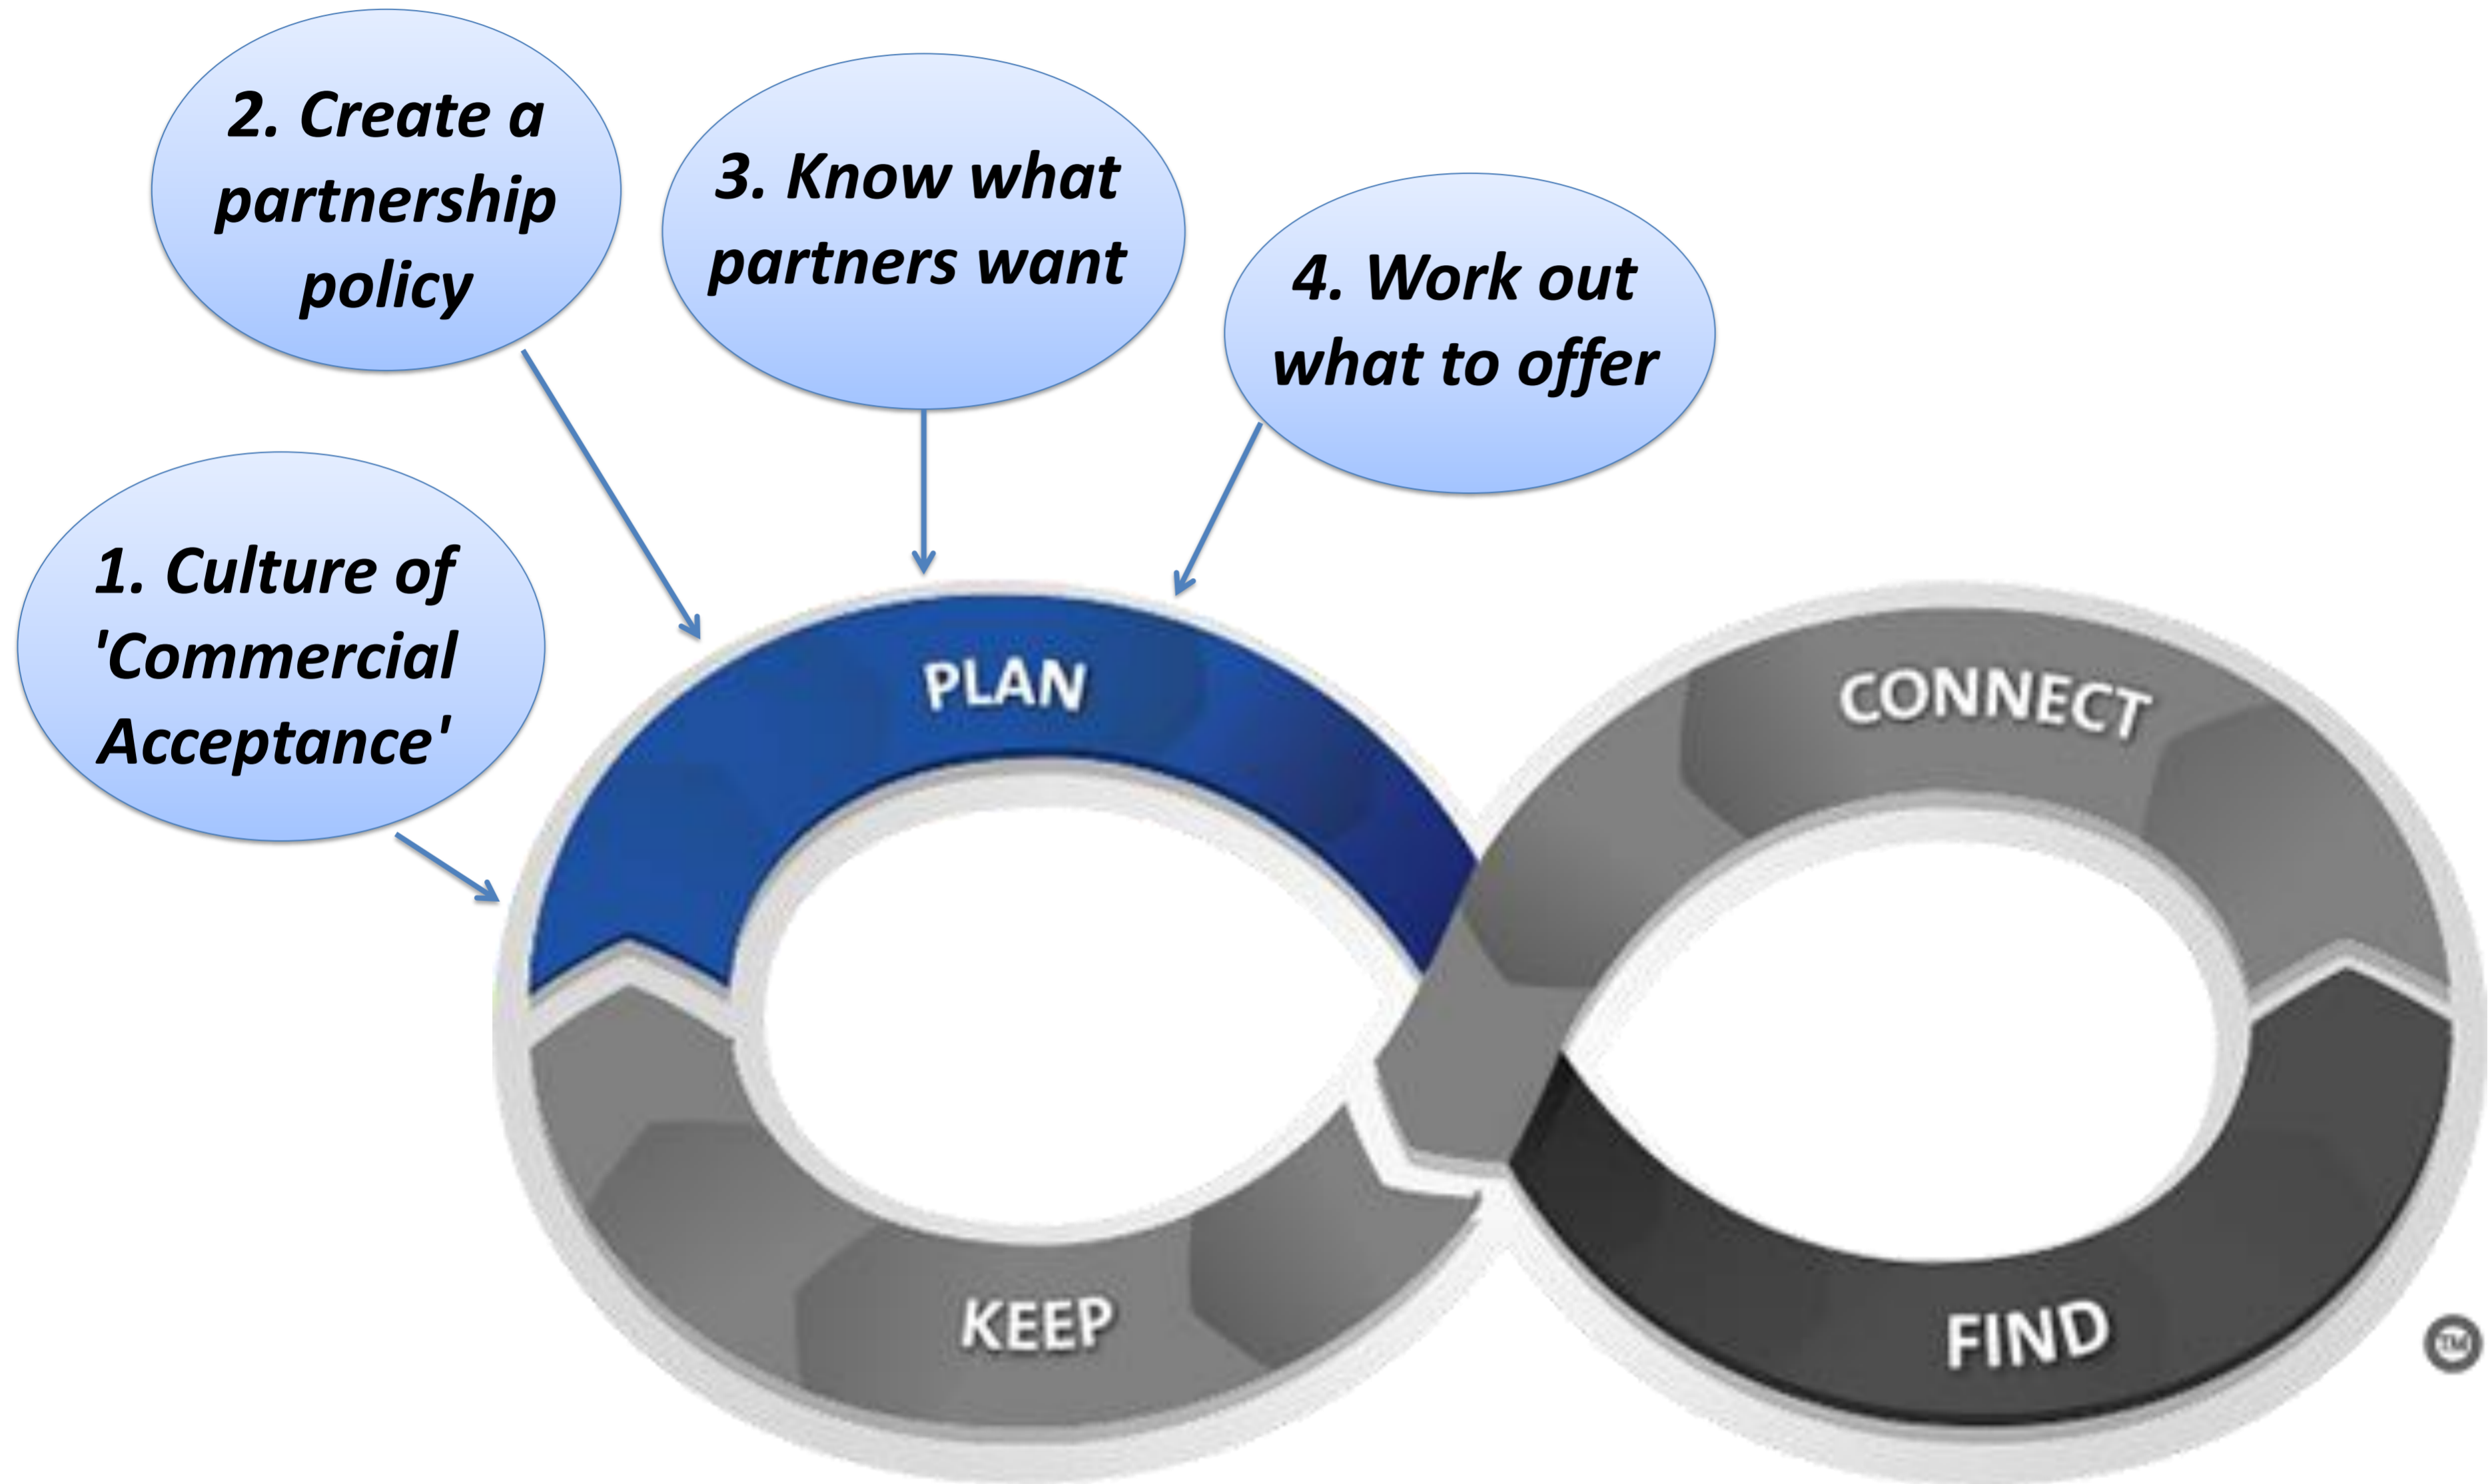 2. Create a
partnership
policy
3. Know what
partners want
4. Work out
what to offer
1. Culture of
'Commercial
Acceptance'
PLAN
CONNECT
KEEP
FIND
TM